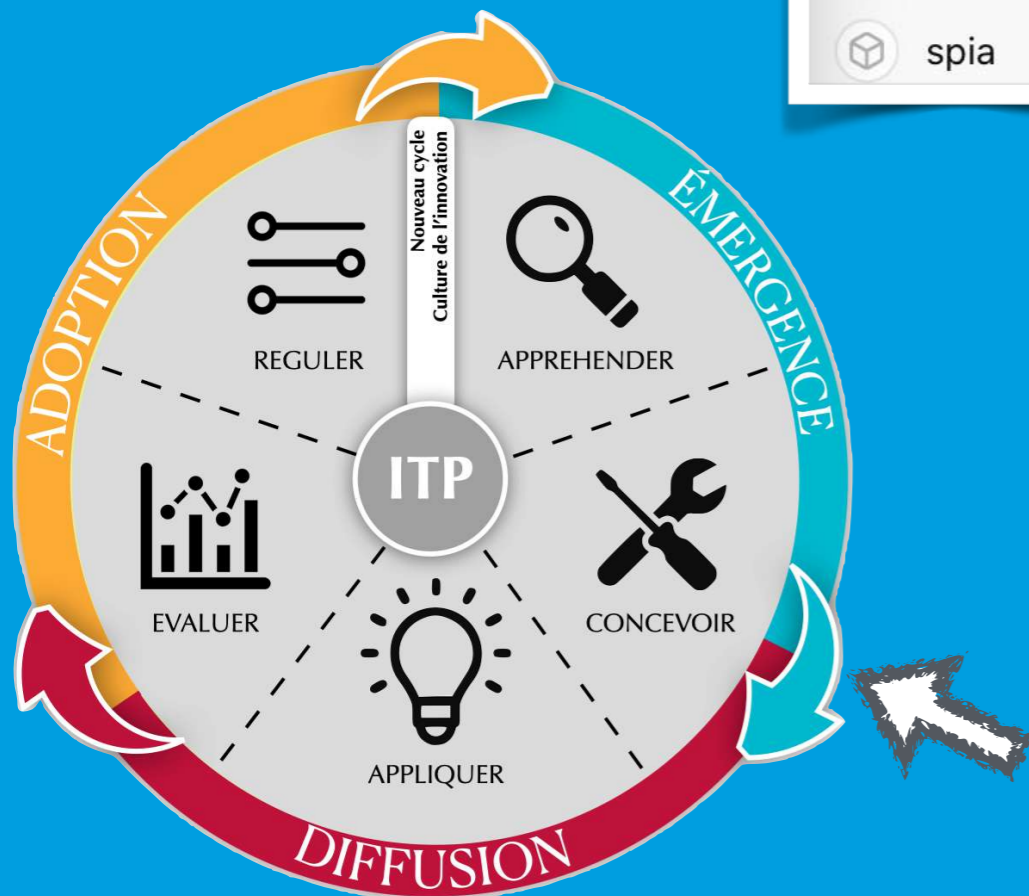 spia
Nouveau cycle
Culture de l'innovation
ÉMERGENCE
ADOPTION
REGULER
APPREHENDER
ITP
EVALUER
CONCEVOIR
APPLIQUER
DIFFUSION